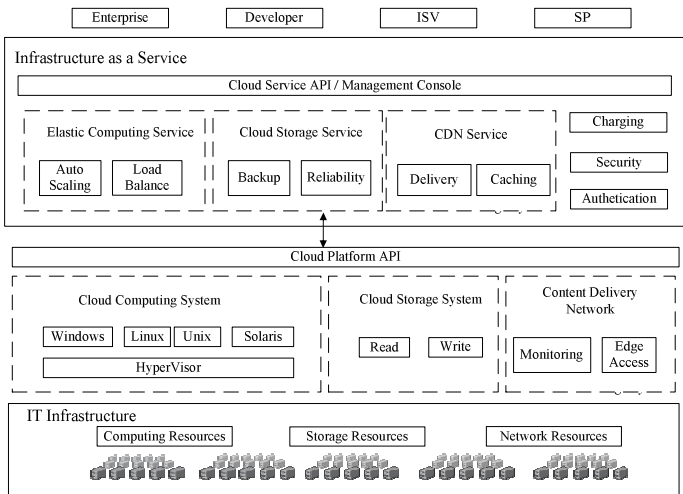 Enterprise
Developer
ISV
SP
Infrastructure as a Service
Cloud Service API / Management Console
Elastic Computing Service
Cloud Storage Service
CDN Service
Charging
Auto
Scaling
Load
Balance
Backup
Reliability
Delivery
Caching
Security
Authetication
Cloud Platform API
Cloud Computing System
Cloud Storage System
Content Delivery
Network
Windows
Linux
Unix
Solaris
Read
Write
Monitoring
Edge
Access
HyperVisor
IT Infrastructure
Computing Resources
Storage Resources
Network Resources